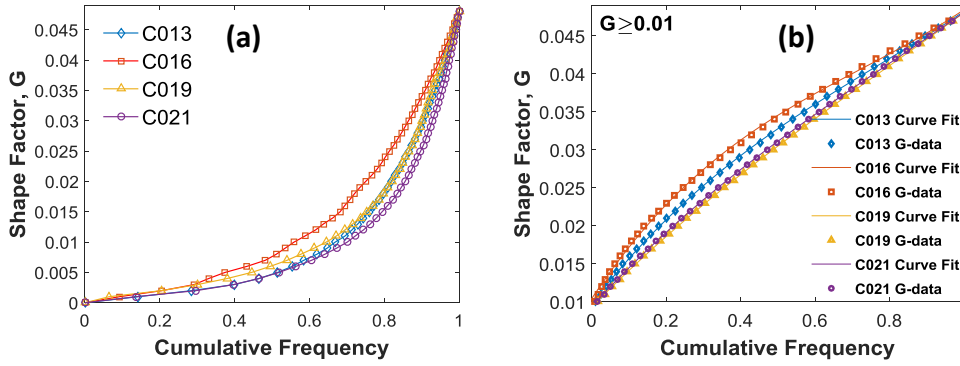 (a)
C013
C016
C019
C021
0.045
0.04
0.035
0.03
0.025
0.02
0.015
0.01
0.005
0
Shape Factor, G
0 0.2 0.4 0.6 0.8 1
Cumulative Frequency
G≥0.01
(b)
C013 Curve Fit
C013 G-data
C016 Curve Fit
C016 G-data
C019 Curve Fit
C019 G-data
C021 Curve Fit
C021 G-data
0.045
0.04
0.035
0.03
0.025
0.02
0.015
0.01
Shape Factor, G
0 0.2 0.4 0.6 0.8
Cumulative Frequency